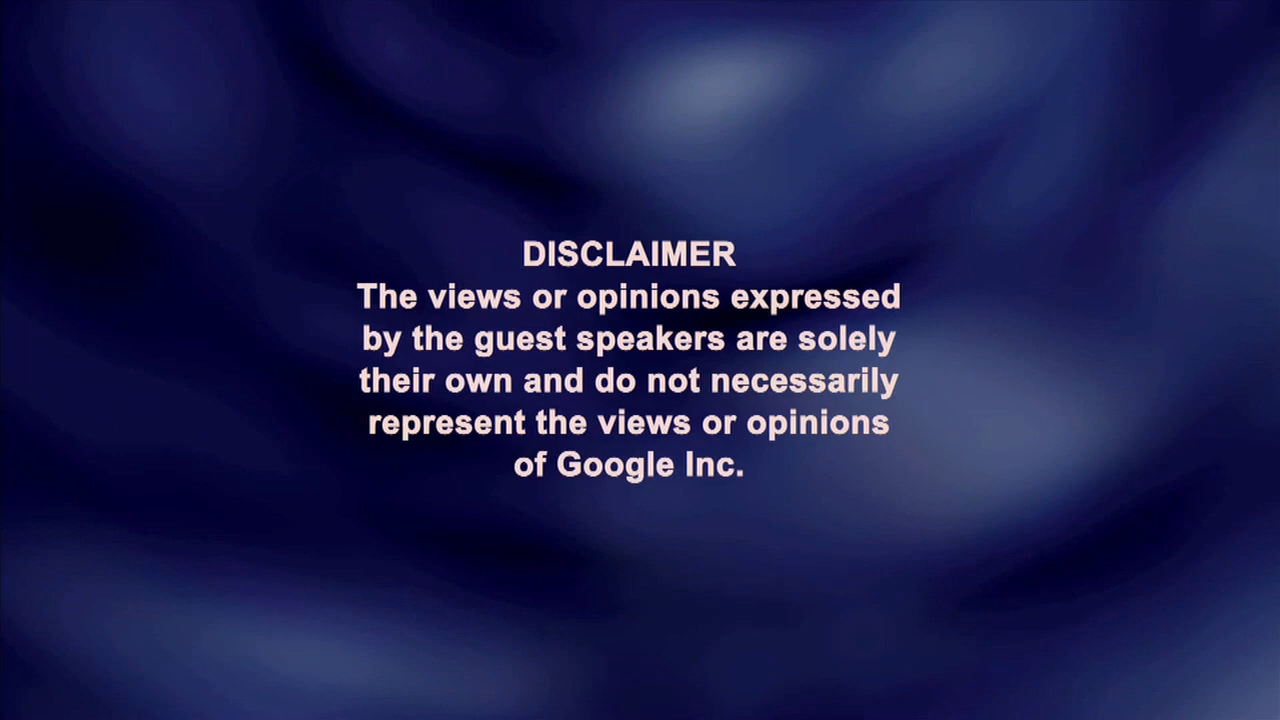 DISCLAIMER
The views or opinions expressed
by the guest speakers are solely
their own and do not necessarily
represent the views or opinions
of Google Inc.